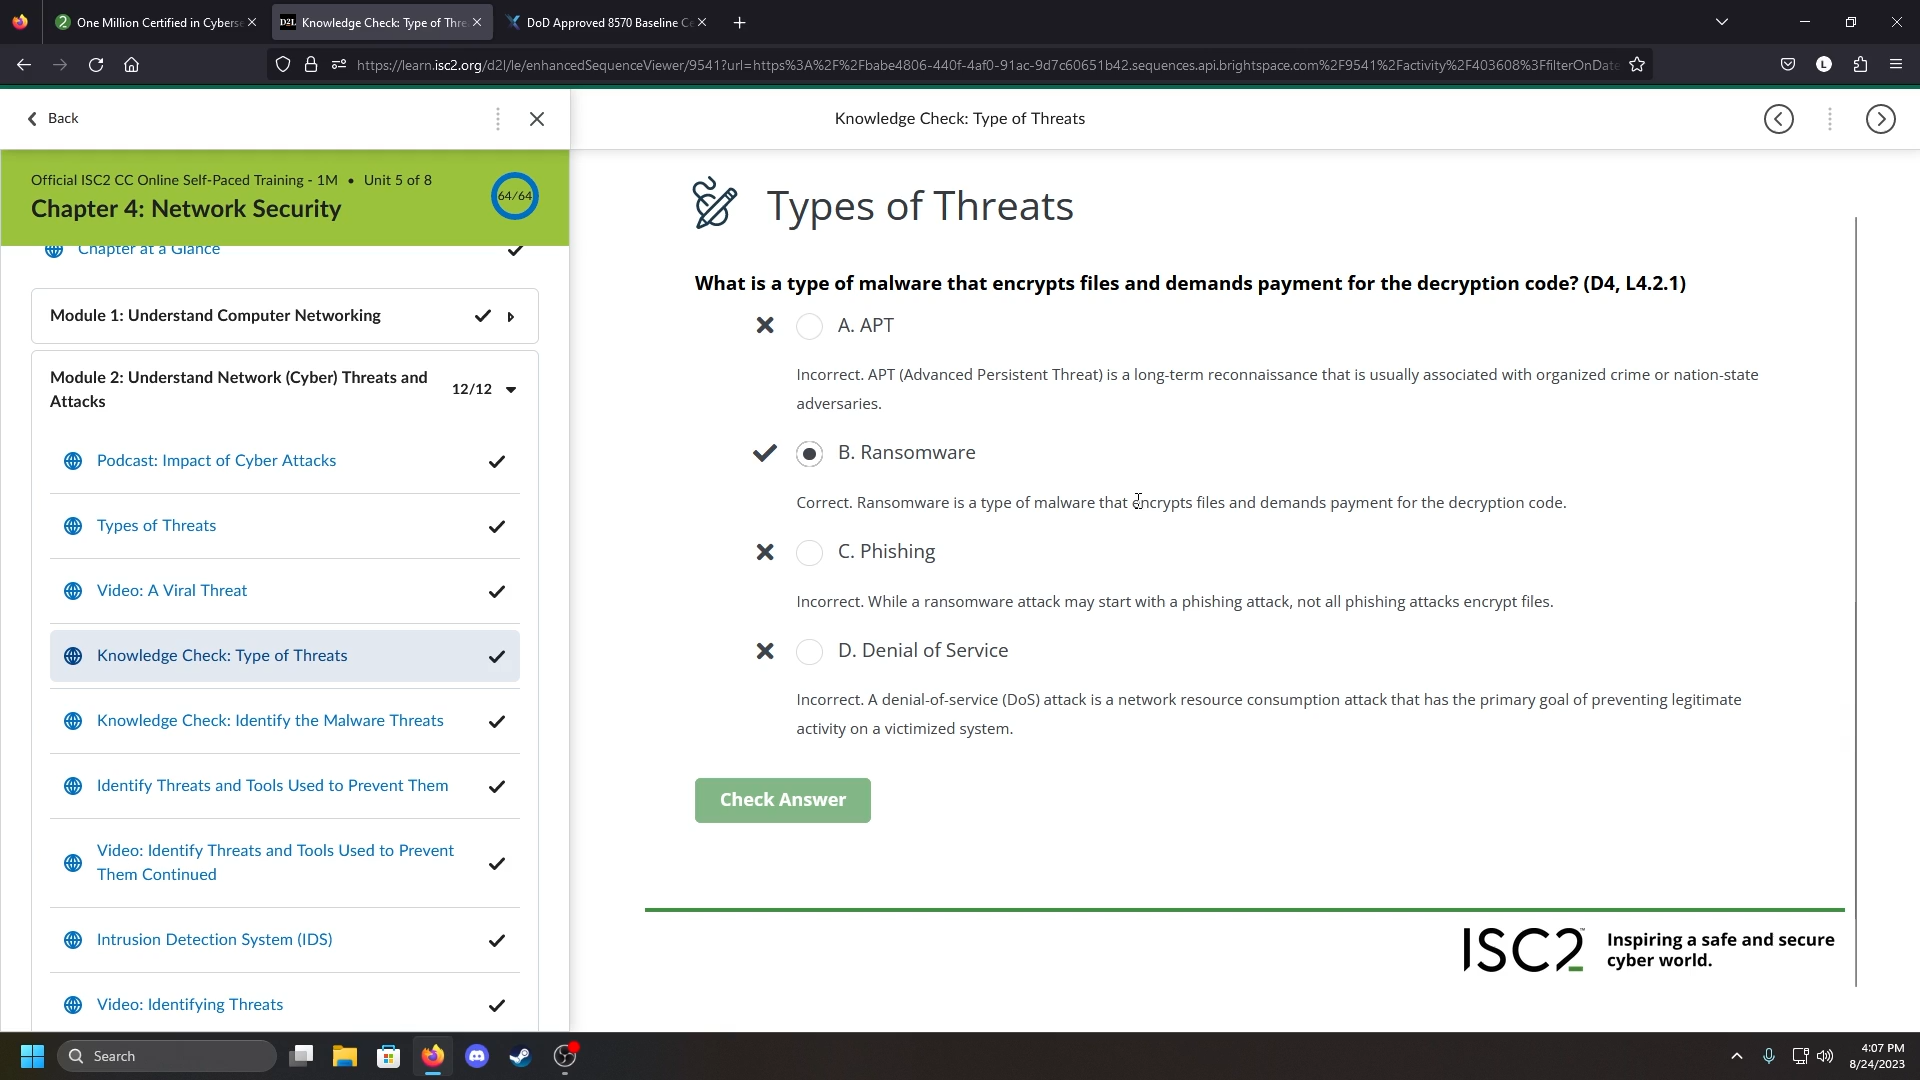 One Million Certified in Cyberse
Knowledge Check: Type of Thre
DoD Approved 8570 Baseline Ce
https://learn.isc2.org/d2l/le/enhancedSequenceViewer/9541?url=https%3A%2F%2Fbabe4806-440f-4af0-91ac-9d7c60651b42.sequences.api.brightspace.com%2F9541%2Factivity%2F403608%3FfilterOnDate
Back
Knowledge Check: Type of Threats
Official ISC2 CC Online Self-Paced Training - 1M • Unit 5 of 8
Chapter 4: Network Security
64/64
Chapter at a Glance
Module 1: Understand Computer Networking
Module 2: Understand Network (Cyber) Threats and
Attacks
12/12
Podcast: Impact of Cyber Attacks
Types of Threats
Video: A Viral Threat
Knowledge Check: Type of Threats
Knowledge Check: Identify the Malware Threats
Identify Threats and Tools Used to Prevent Them
Video: Identify Threats and Tools Used to Prevent
Them Continued
Intrusion Detection System (IDS)
Video: Identifying Threats
Types of Threats
What is a type of malware that encrypts files and demands payment for the decryption code? (D4, L4.2.1)
A. APT
Incorrect. APT (Advanced Persistent Threat) is a long-term reconnaissance that is usually associated with organized crime or nation-state
adversaries.
B. Ransomware
Correct. Ransomware is a type of malware that encrypts files and demands payment for the decryption code.
C. Phishing
Incorrect. While a ransomware attack may start with a phishing attack, not all phishing attacks encrypt files.
D. Denial of Service
Incorrect. A denial-of-service (DoS) attack is a network resource consumption attack that has the primary goal of preventing legitimate
activity on a victimized system.
Check Answer
ISC2
Inspiring a safe and secure
cyber world.
Search
4:07 PM
8/24/2023